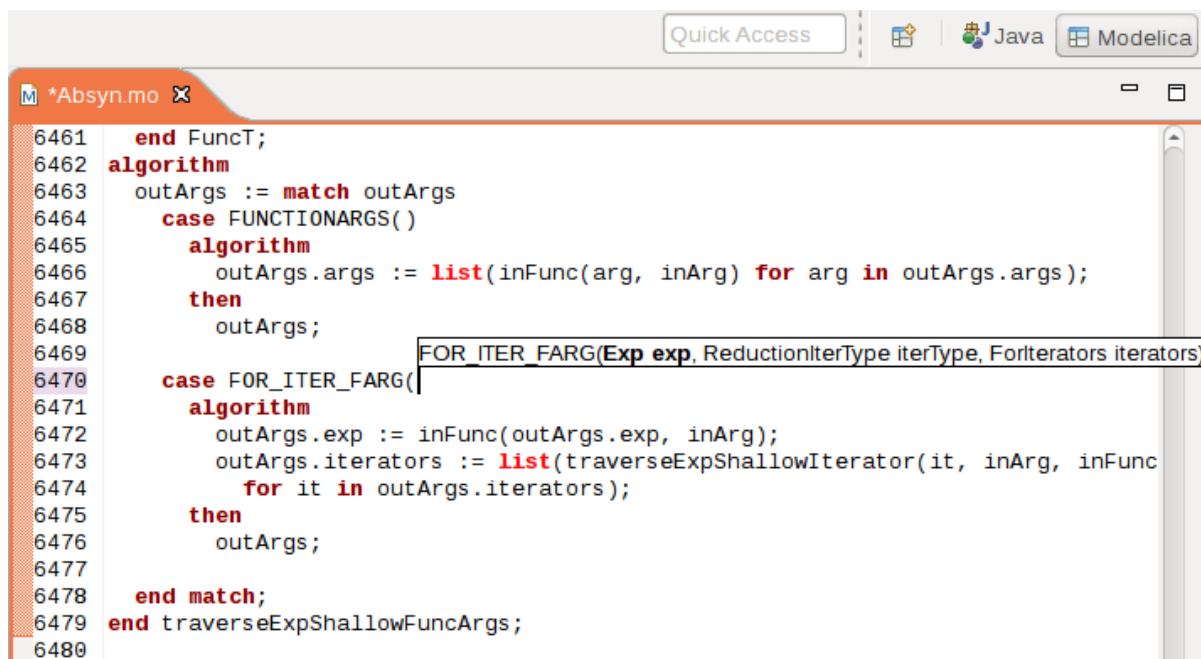 Quick Access Java Modelica
*Absyn.mo
6461 end FuncT;
6462 algorithm
6463 outArgs := match outArgs
6464 case FUNCTIONARGS()
6465 algorithm
6466 outArgs.args := list(inFunc(arg, inArg) for arg in outArgs.args);
6467 then
6468 outArgs;
6469 FOR_ITER_FARG(Exp exp, ReductionIterType iterType, ForIterators iterators)
6470 case FOR_ITER_FARG(
6471 algorithm
6472 outArgs.exp := inFunc(outArgs.exp, inArg);
6473 outArgs.iterators := list(traverseExpShallowIterator(it, inArg, inFunc
6474 for it in outArgs.iterators);
6475 then
6476 outArgs;
6477
6478 end match;
6479 end traverseExpShallowFuncArgs;
6480